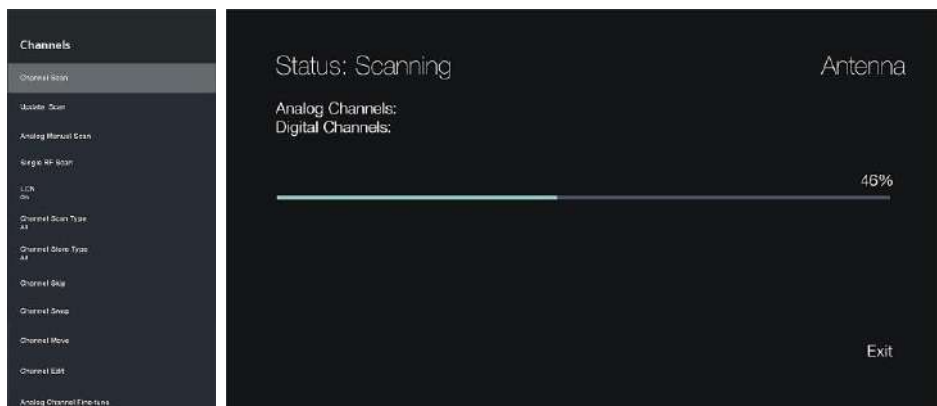 Channels
Channel Scan
Update Scan
Analog Manual Scan
Single RF Scan
LCN
On
Channel Scan Type
All
Channel Store Type
All
Channel Skip
Channel Swap
Channel Move
Channel Edit
Analog Channel Fine-tune
Status: Scanning
Antenna
Analog Channels:
Digital Channels:
46%
Exit